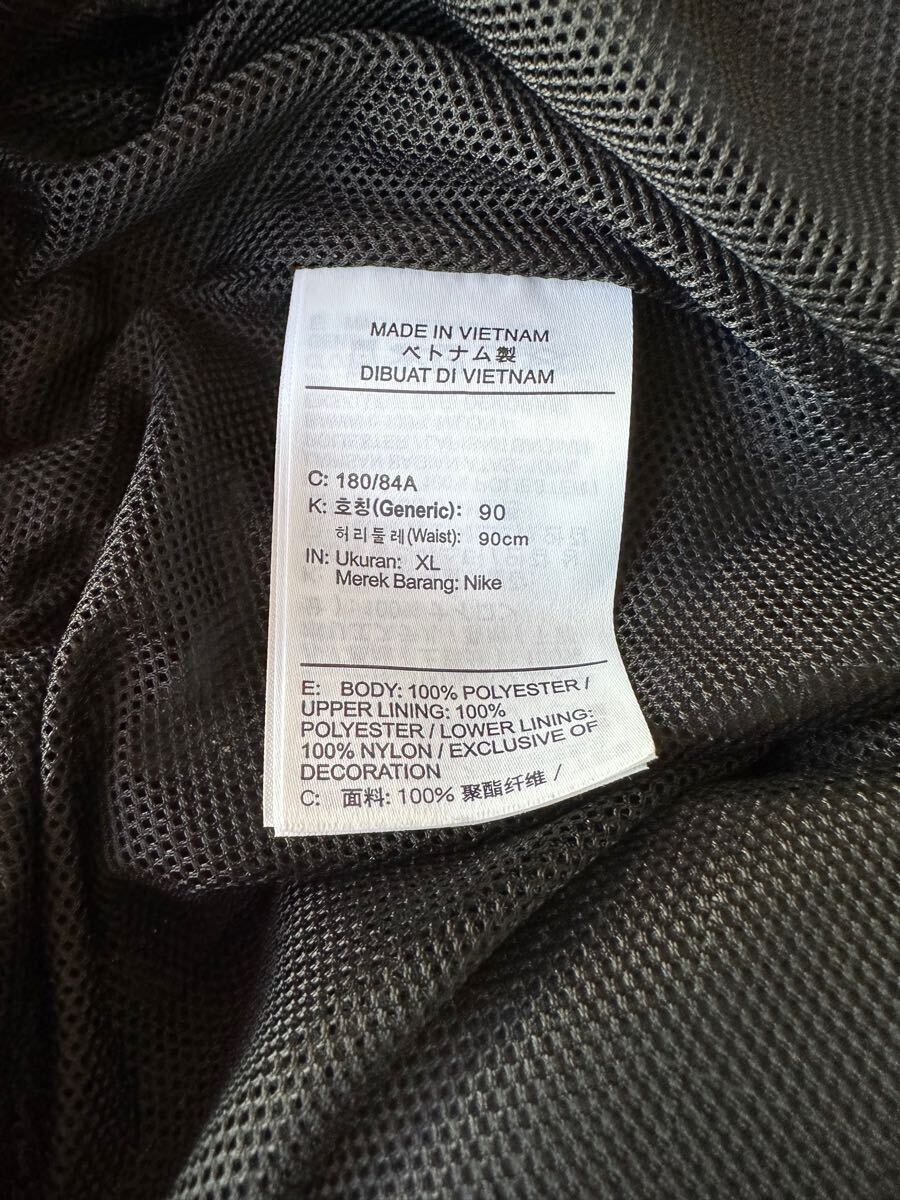 MADE IN VIETNAM
ベトナム製
DIBUAT DI VIETNAM
C: 180/84A
K: 호칭(Generic): 90
허리둘레(Waist): 90cm
IN: Ukuran: XL
Merek Barang: Nike
E: BODY: 100% POLYESTER /
UPPER LINING: 100%
POLYESTER / LOWER LINING:
100% NYLON / EXCLUSIVE OF
DECORATION
C: 面料: 100% 聚酯纤维 /